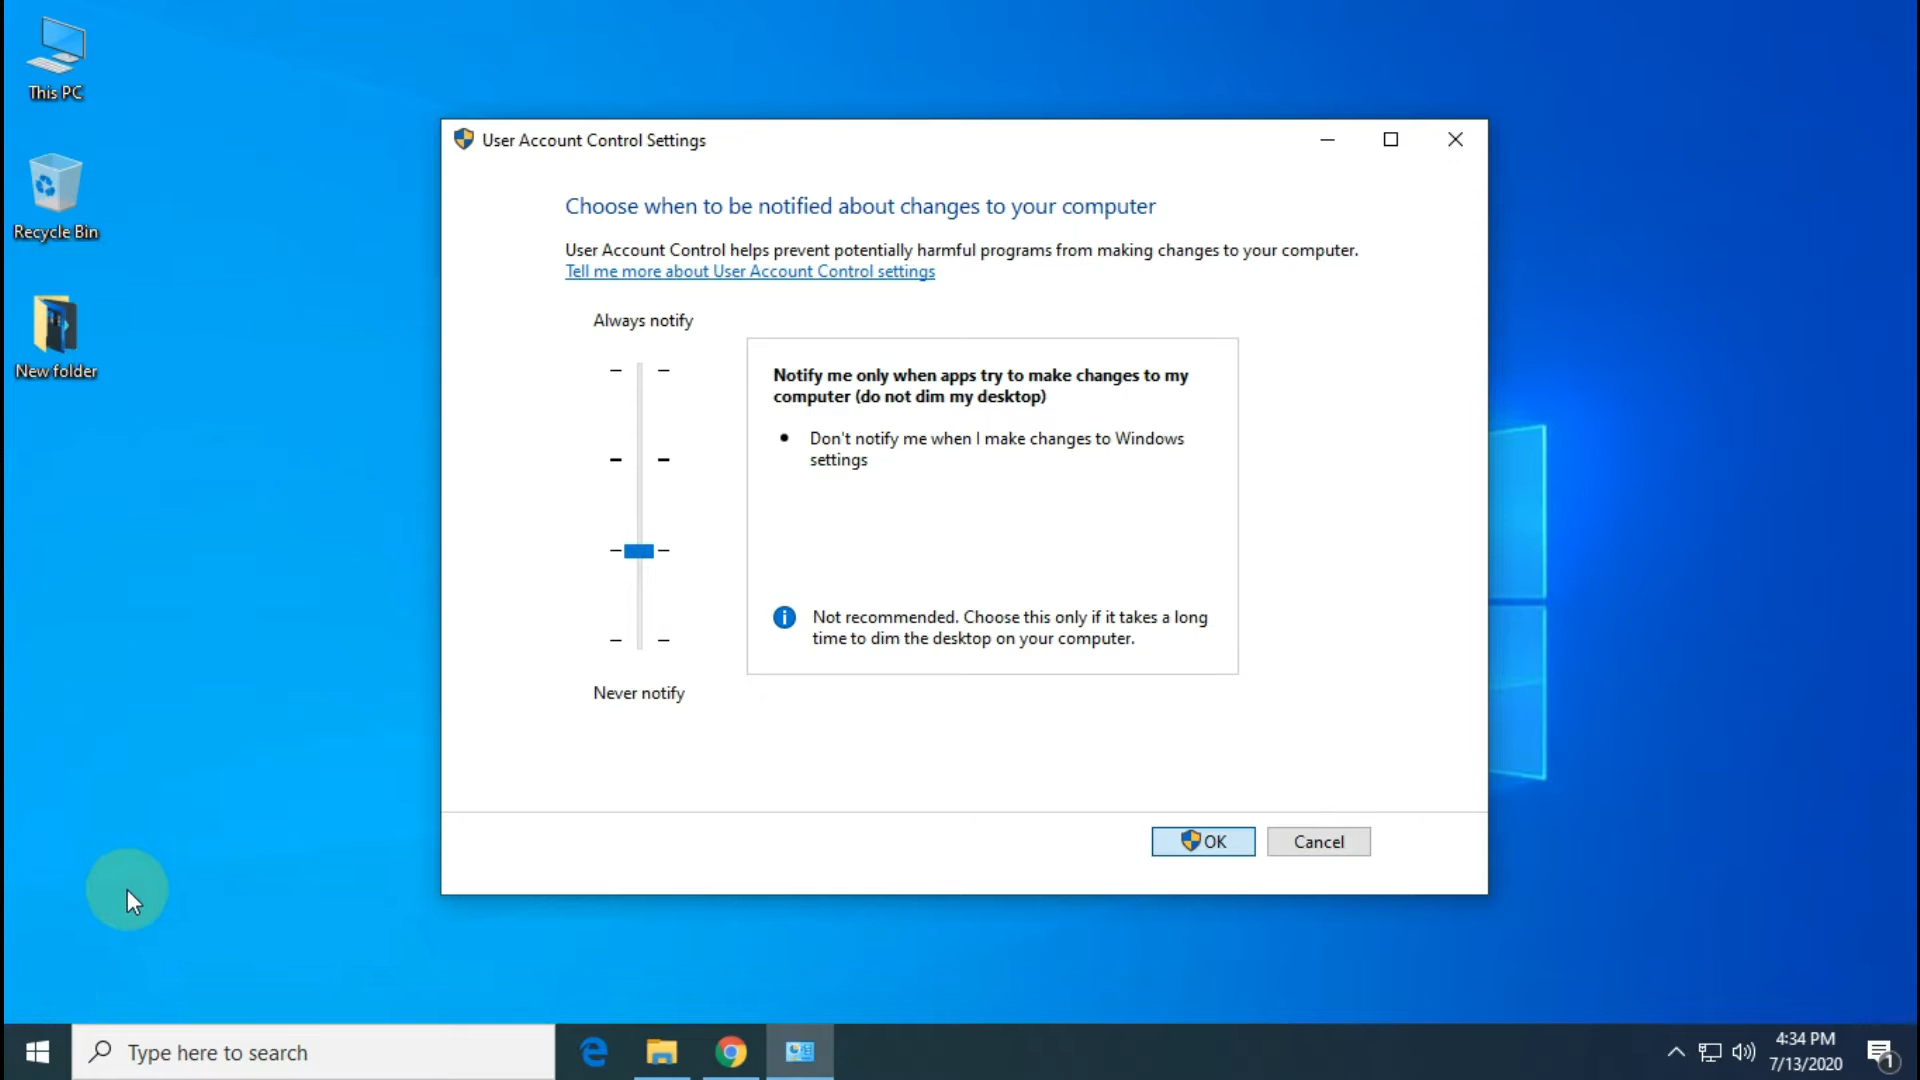 This PC
Recycle Bin
New folder
User Account Control Settings
Choose when to be notified about changes to your computer
User Account Control helps prevent potentially harmful programs from making changes to your computer.
Tell me more about User Account Control settings
Always notify
Notify me only when apps try to make changes to my
computer (do not dim my desktop)
Don't notify me when I make changes to Windows
settings
Not recommended. Choose this only if it takes a long
time to dim the desktop on your computer.
Never notify
OK
Cancel
Type here to search
4:34 PM
7/13/2020
1